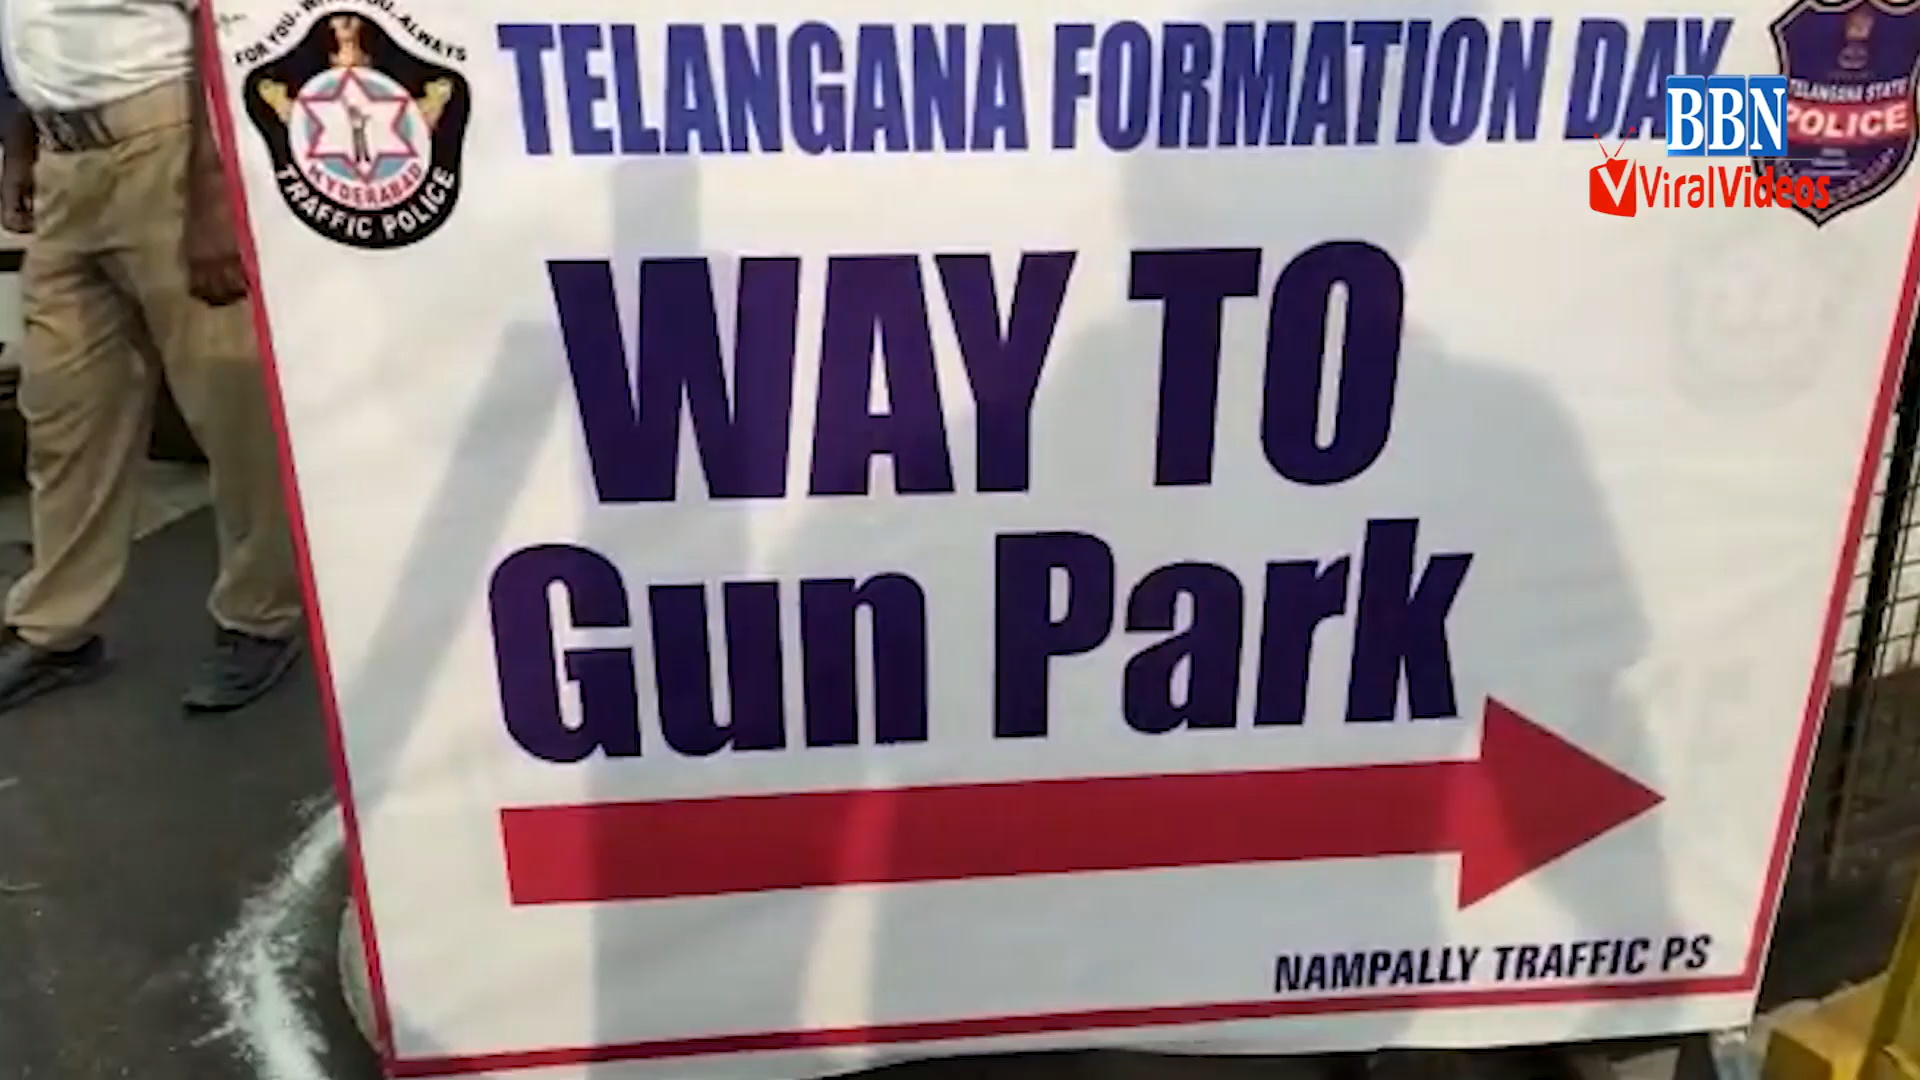 FOR YOU. WITH YOU. ALWAYS
HYDERABAD
TRAFFIC POLICE
TELANGANA FORMATION DAY
TELANGANA STATE
POLICE
BBN
ViralVideos
WAY TO
Gun Park
NAMPALLY TRAFFIC PS